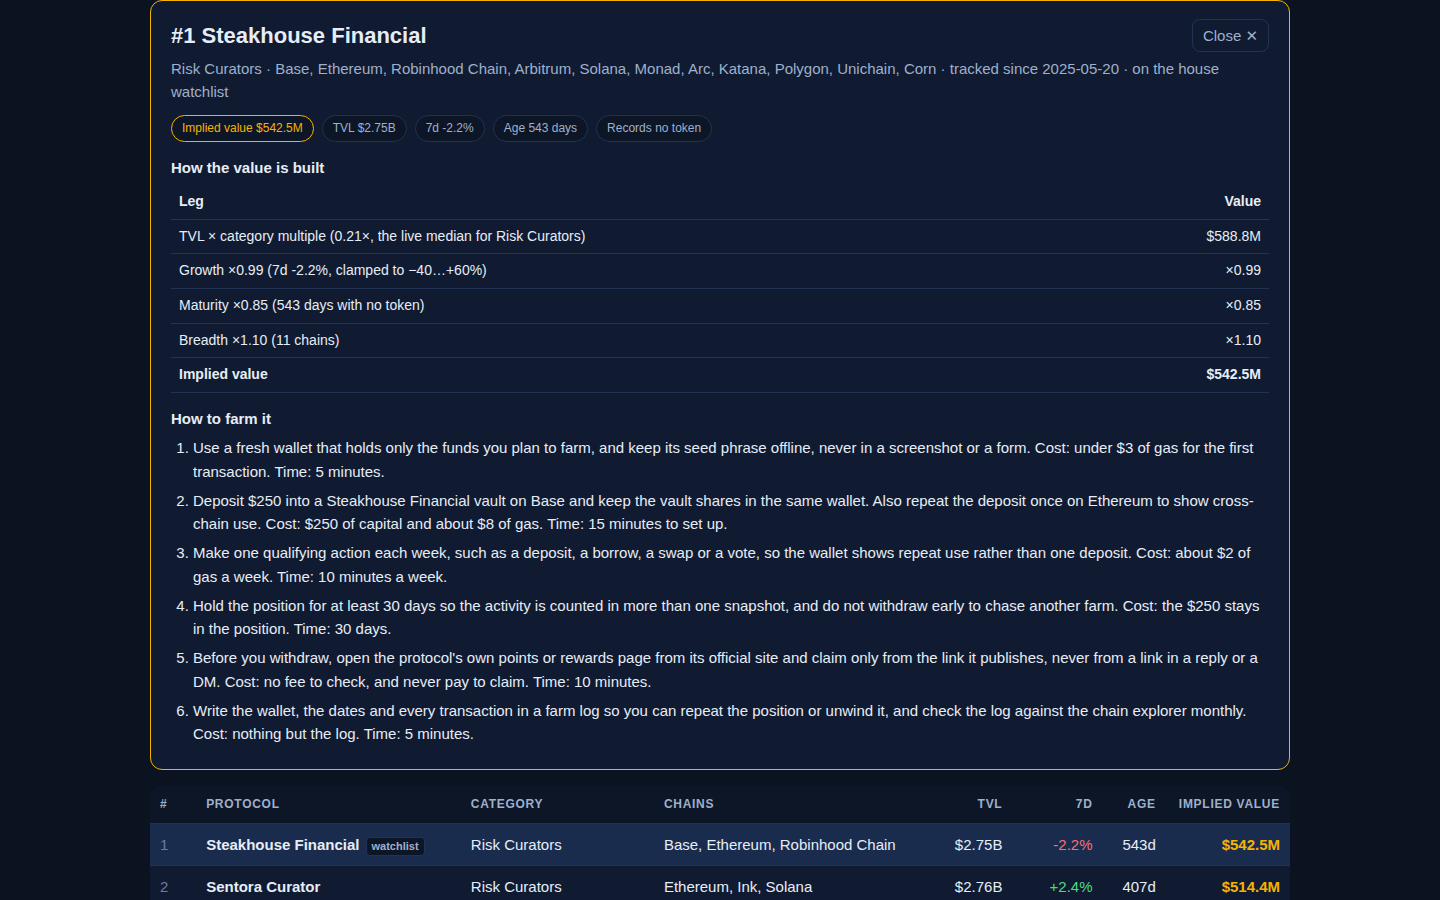 #1 Steakhouse Financial
Close ✕
Risk Curators · Base, Ethereum, Robinhood Chain, Arbitrum, Solana, Monad, Arc, Katana, Polygon, Unichain, Corn · tracked since 2025-05-20 · on the house
watchlist
Implied value $542.5M TVL $2.75B 7d -2.2% Age 543 days Records no token
How the value is built
Leg Value
TVL × category multiple (0.21×, the live median for Risk Curators) $588.8M
Growth ×0.99 (7d -2.2%, clamped to −40…+60%) ×0.99
Maturity ×0.85 (543 days with no token) ×0.85
Breadth ×1.10 (11 chains) ×1.10
Implied value $542.5M
How to farm it
1. Use a fresh wallet that holds only the funds you plan to farm, and keep its seed phrase offline, never in a screenshot or a form. Cost: under $3 of gas for the first
transaction. Time: 5 minutes.
2. Deposit $250 into a Steakhouse Financial vault on Base and keep the vault shares in the same wallet. Also repeat the deposit once on Ethereum to show cross-
chain use. Cost: $250 of capital and about $8 of gas. Time: 15 minutes to set up.
3. Make one qualifying action each week, such as a deposit, a borrow, a swap or a vote, so the wallet shows repeat use rather than one deposit. Cost: about $2 of
gas a week. Time: 10 minutes a week.
4. Hold the position for at least 30 days so the activity is counted in more than one snapshot, and do not withdraw early to chase another farm. Cost: the $250 stays
in the position. Time: 30 days.
5. Before you withdraw, open the protocol's own points or rewards page from its official site and claim only from the link it publishes, never from a link in a reply or a
DM. Cost: no fee to check, and never pay to claim. Time: 10 minutes.
6. Write the wallet, the dates and every transaction in a farm log so you can repeat the position or unwind it, and check the log against the chain explorer monthly.
Cost: nothing but the log. Time: 5 minutes.
# PROTOCOL CATEGORY CHAINS TVL 7D AGE IMPLIED VALUE
1 Steakhouse Financial watchlist Risk Curators Base, Ethereum, Robinhood Chain $2.75B -2.2% 543d $542.5M
2 Sentora Curator Risk Curators Ethereum, Ink, Solana $2.76B +2.4% 407d $514.4M